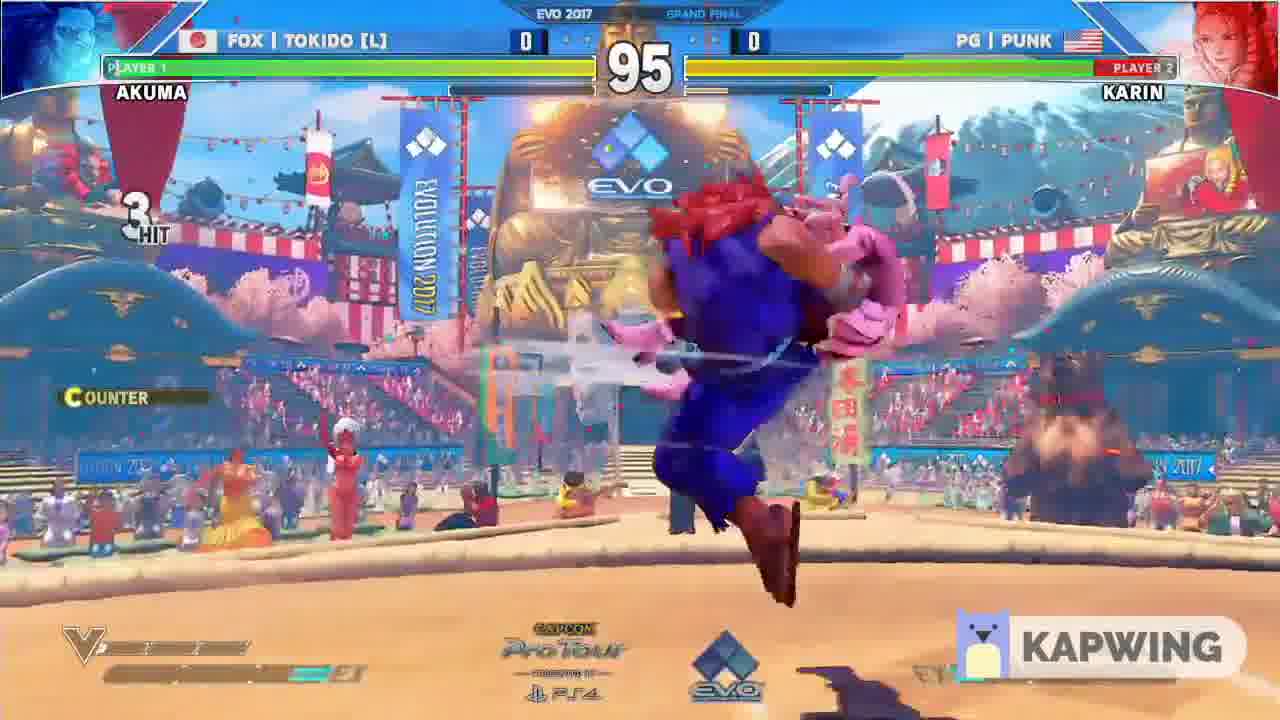 EVO 2017 GRAND FINAL
FOX | TOKIDO [L] 0 0 PG | PUNK
95
PLAYER 1 PLAYER 2
AKUMA KARIN
EVO
EVOLUTION 2017
3 HIT
COUNTER
2017
V
CAPCOM
Pro Tour
PS4
EVO
KAPWING